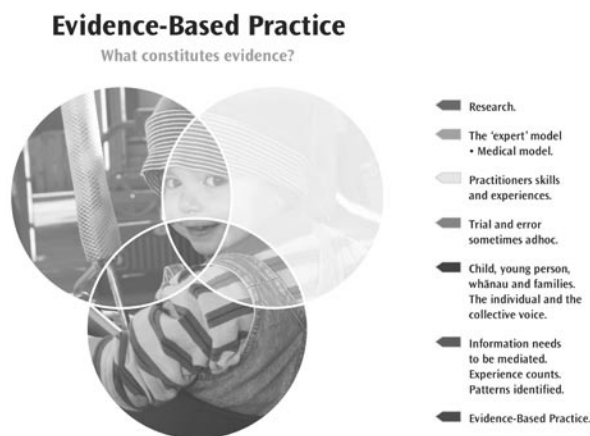 Evidence-Based Practice
What constitutes evidence?
Research.
The ‘expert’ model
• Medical model.
Practitioners skills
and experiences.
Trial and error
sometimes adhoc.
Child, young person,
whānau and families.
The individual and the
collective voice.
Information needs
to be mediated.
Experience counts.
Patterns identified.
Evidence-Based Practice.